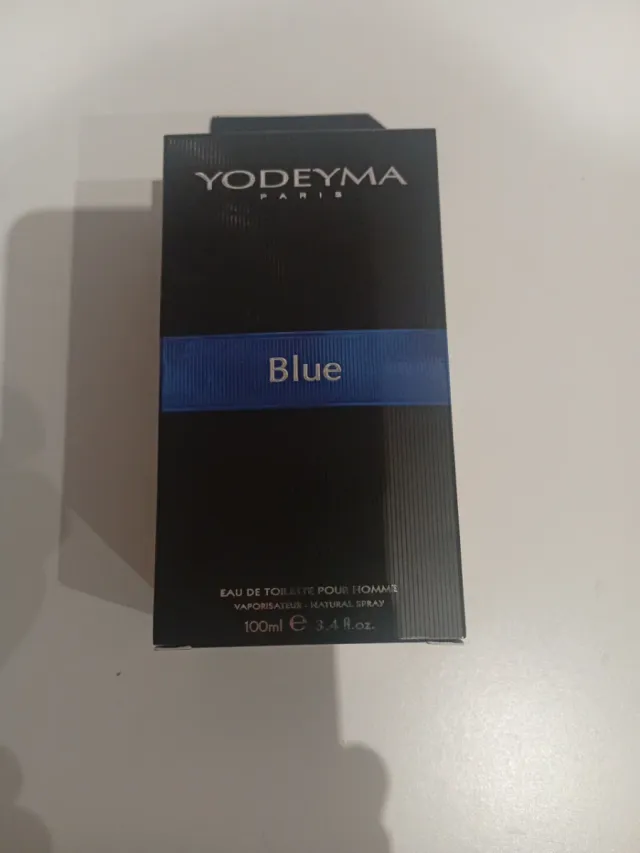 YODEYMA
PARIS
Blue
EAU DE TOILETTE POUR HOMME
VAPORISATEUR - NATURAL SPRAY
100ml ℮ 3.4 fl.oz.